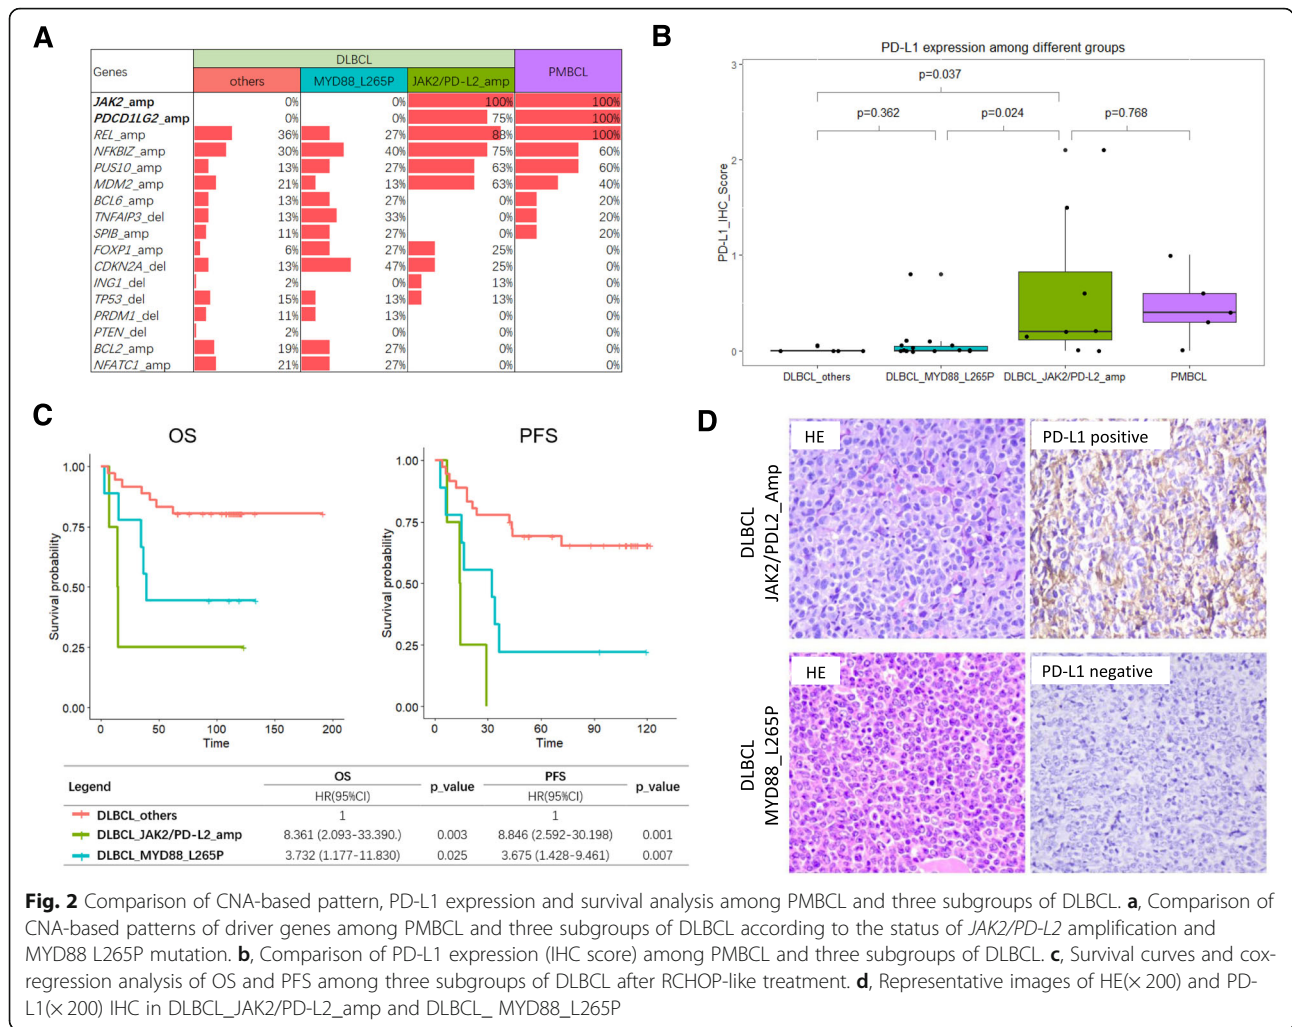 A
Genes
DLBCL
others MYD88_L265P JAK2/PD-L2_amp PMBCL
JAK2_amp 0% 0% 100% 100%
PDCD1LG2_amp 0% 0% 75% 100%
REL_amp 36% 27% 88% 100%
NFKBIZ_amp 30% 40% 75% 60%
PUS10_amp 13% 27% 63% 60%
MDM2_amp 21% 13% 63% 40%
BCL6_amp 13% 27% 0% 20%
TNFAIP3_del 13% 33% 0% 20%
SPIB_amp 11% 27% 0% 20%
FOXP1_amp 6% 27% 25% 0%
CDKN2A_del 13% 47% 25% 0%
ING1_del 2% 0% 13% 0%
TP53_del 15% 13% 13% 0%
PRDM1_del 11% 13% 0% 0%
PTEN_del 2% 0% 0% 0%
BCL2_amp 19% 27% 0% 0%
NFATC1_amp 21% 27% 0% 0%
B
PD-L1 expression among different groups
PD-L1_IHC_Score
3
2
1
0
p=0.037
p=0.362 p=0.024 p=0.768
DLBCL_others DLBCL_MYD88_L265P DLBCL_JAK2/PD-L2_amp PMBCL
C
OS
Survival probability
1.00
0.75
0.50
0.25
0.00
0 50 100 150 200
Time
PFS
Survival probability
1.00
0.75
0.50
0.25
0.00
0 30 60 90 120
Time
Legend OS p_value PFS p_value
HR(95%CI) HR(95%CI)
DLBCL_others 1 1
DLBCL_JAK2/PD-L2_amp 8.361 (2.093-33.390.) 0.003 8.846 (2.592-30.198) 0.001
DLBCL_MYD88_L265P 3.732 (1.177-11.830) 0.025 3.675 (1.428-9.461) 0.007
D
DLBCL
JAK2/PDL2_Amp
HE
PD-L1 positive
DLBCL
MYD88_L265P
HE
PD-L1 negative
Fig. 2 Comparison of CNA-based pattern, PD-L1 expression and survival analysis among PMBCL and three subgroups of DLBCL. a, Comparison of
CNA-based patterns of driver genes among PMBCL and three subgroups of DLBCL according to the status of JAK2/PD-L2 amplification and
MYD88 L265P mutation. b, Comparison of PD-L1 expression (IHC score) among PMBCL and three subgroups of DLBCL. c, Survival curves and cox-
regression analysis of OS and PFS among three subgroups of DLBCL after RCHOP-like treatment. d, Representative images of HE(× 200) and PD-
L1(× 200) IHC in DLBCL_JAK2/PD-L2_amp and DLBCL_ MYD88_L265P